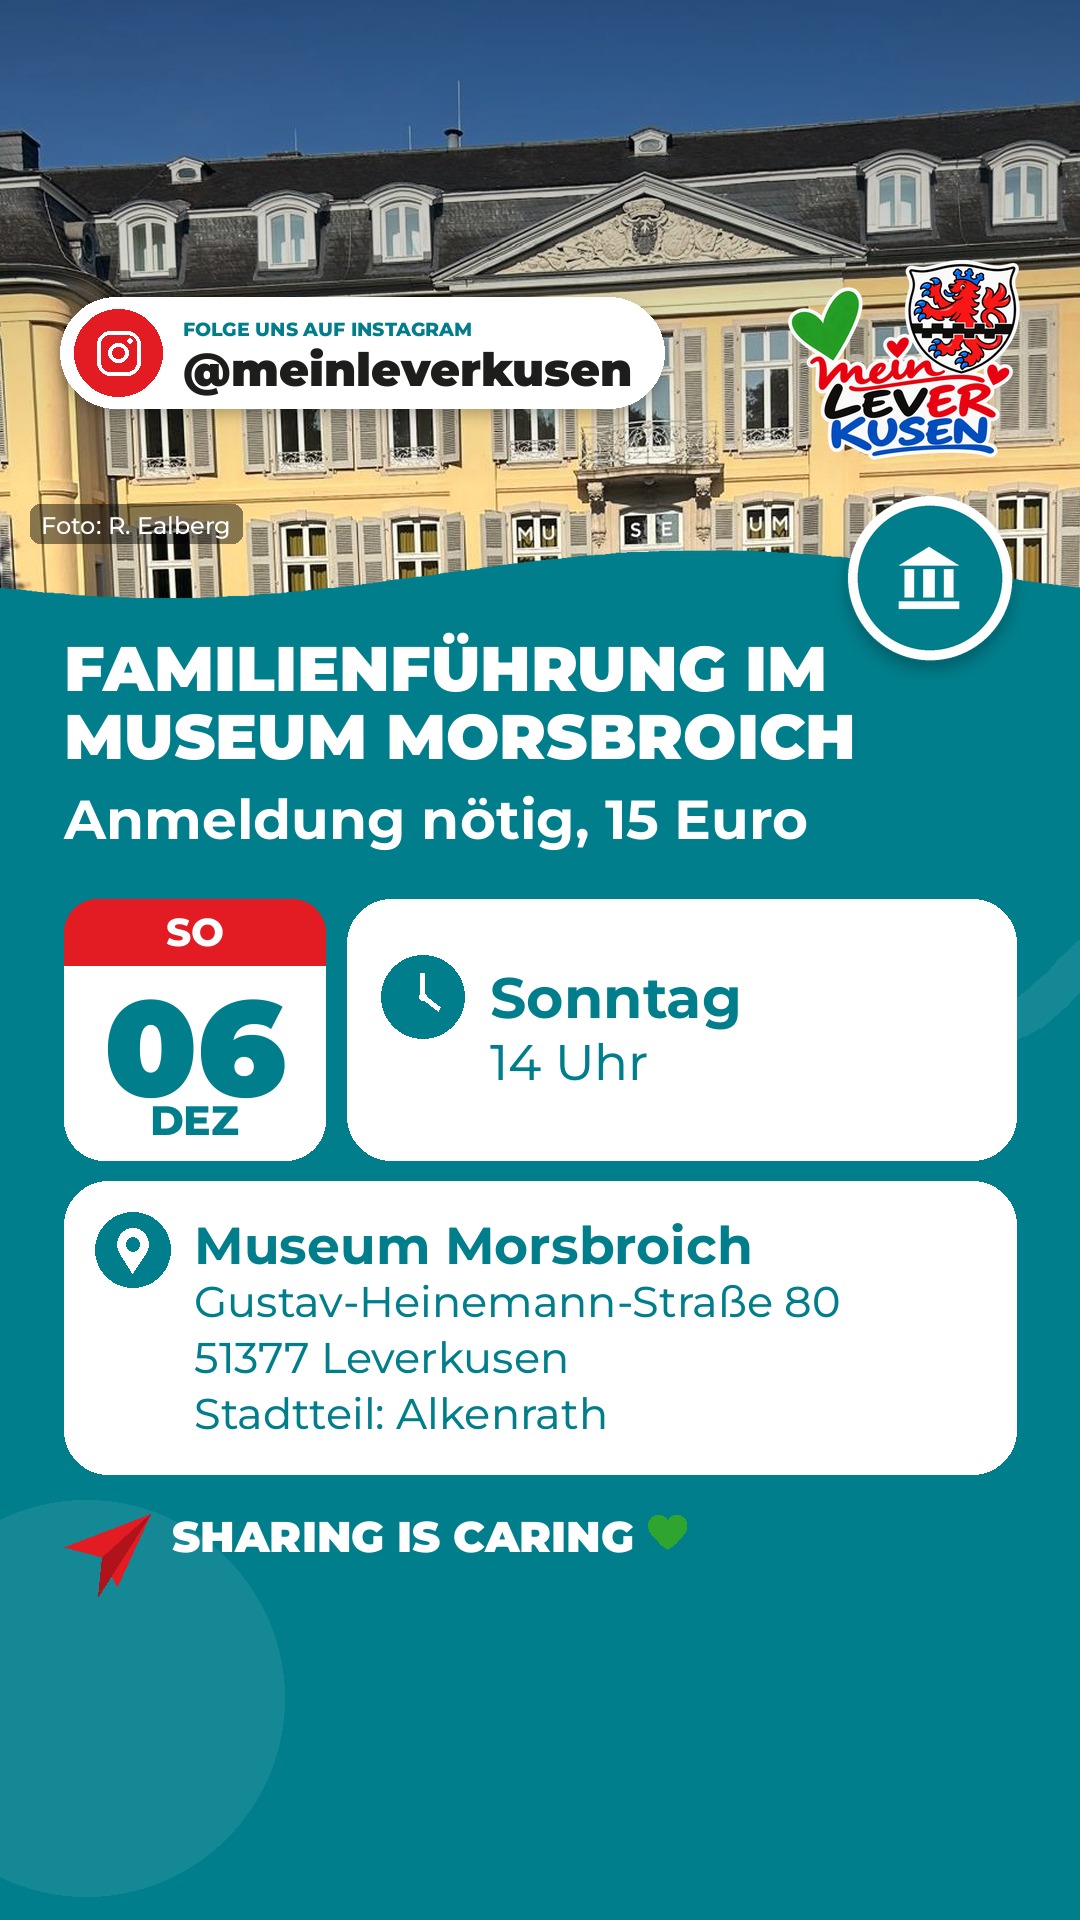 FOLGE UNS AUF INSTAGRAM
@meinleverkusen
mein
LEVER
KUSEN
Foto: R. Ealberg
MU SE UM
FAMILIENFÜHRUNG IM
MUSEUM MORSBROICH
Anmeldung nötig, 15 Euro
SO
06
DEZ
Sonntag
14 Uhr
Museum Morsbroich
Gustav-Heinemann-Straße 80
51377 Leverkusen
Stadtteil: Alkenrath
SHARING IS CARING